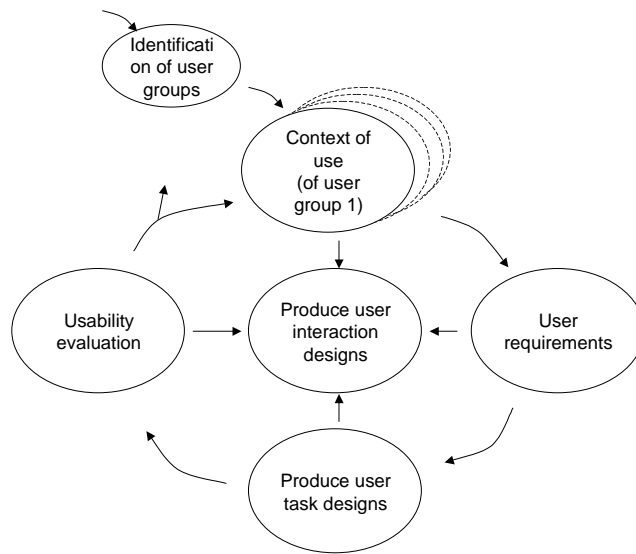 Identificati
on of user
groups
Context of
use
(of user
group 1)
Usability
evaluation
Produce user
interaction
designs
User
requirements
Produce user
task designs